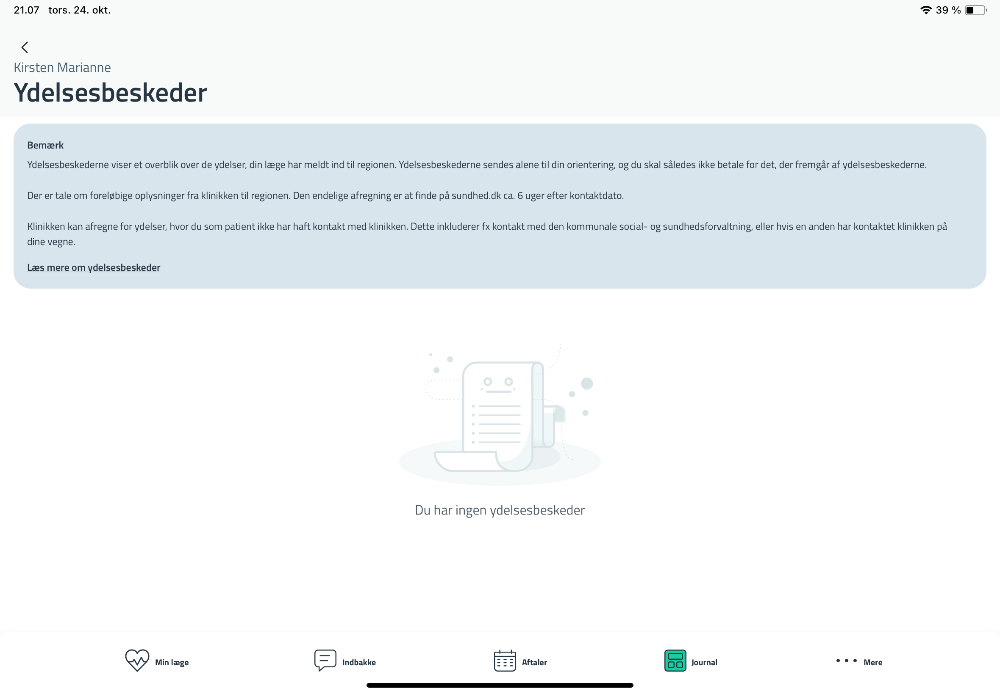 21.07 tors. 24. okt.
39 %
Kirsten Marianne
Ydelsesbeskeder
Bemærk
Ydelsesbeskederne viser et overblik over de ydelser, din læge har meldt ind til regionen. Ydelsesbeskederne sendes alene til din orientering, og du skal således ikke betale for det, der fremgår af ydelsesbeskederne.
Der er tale om foreløbige oplysninger fra klinikken til regionen. Den endelige afregning er at finde på sundhed.dk ca. 6 uger efter kontaktdato.
Klinikken kan afregne for ydelser, hvor du som patient ikke har haft kontakt med klinikken. Dette inkluderer fx kontakt med den kommunale social- og sundhedsforvaltning, eller hvis en anden har kontaktet klinikken på
dine vegne.
Læs mere om ydelsesbeskeder
Du har ingen ydelsesbeskeder
Min læge
Indbakke
Aftaler
Journal
Mere